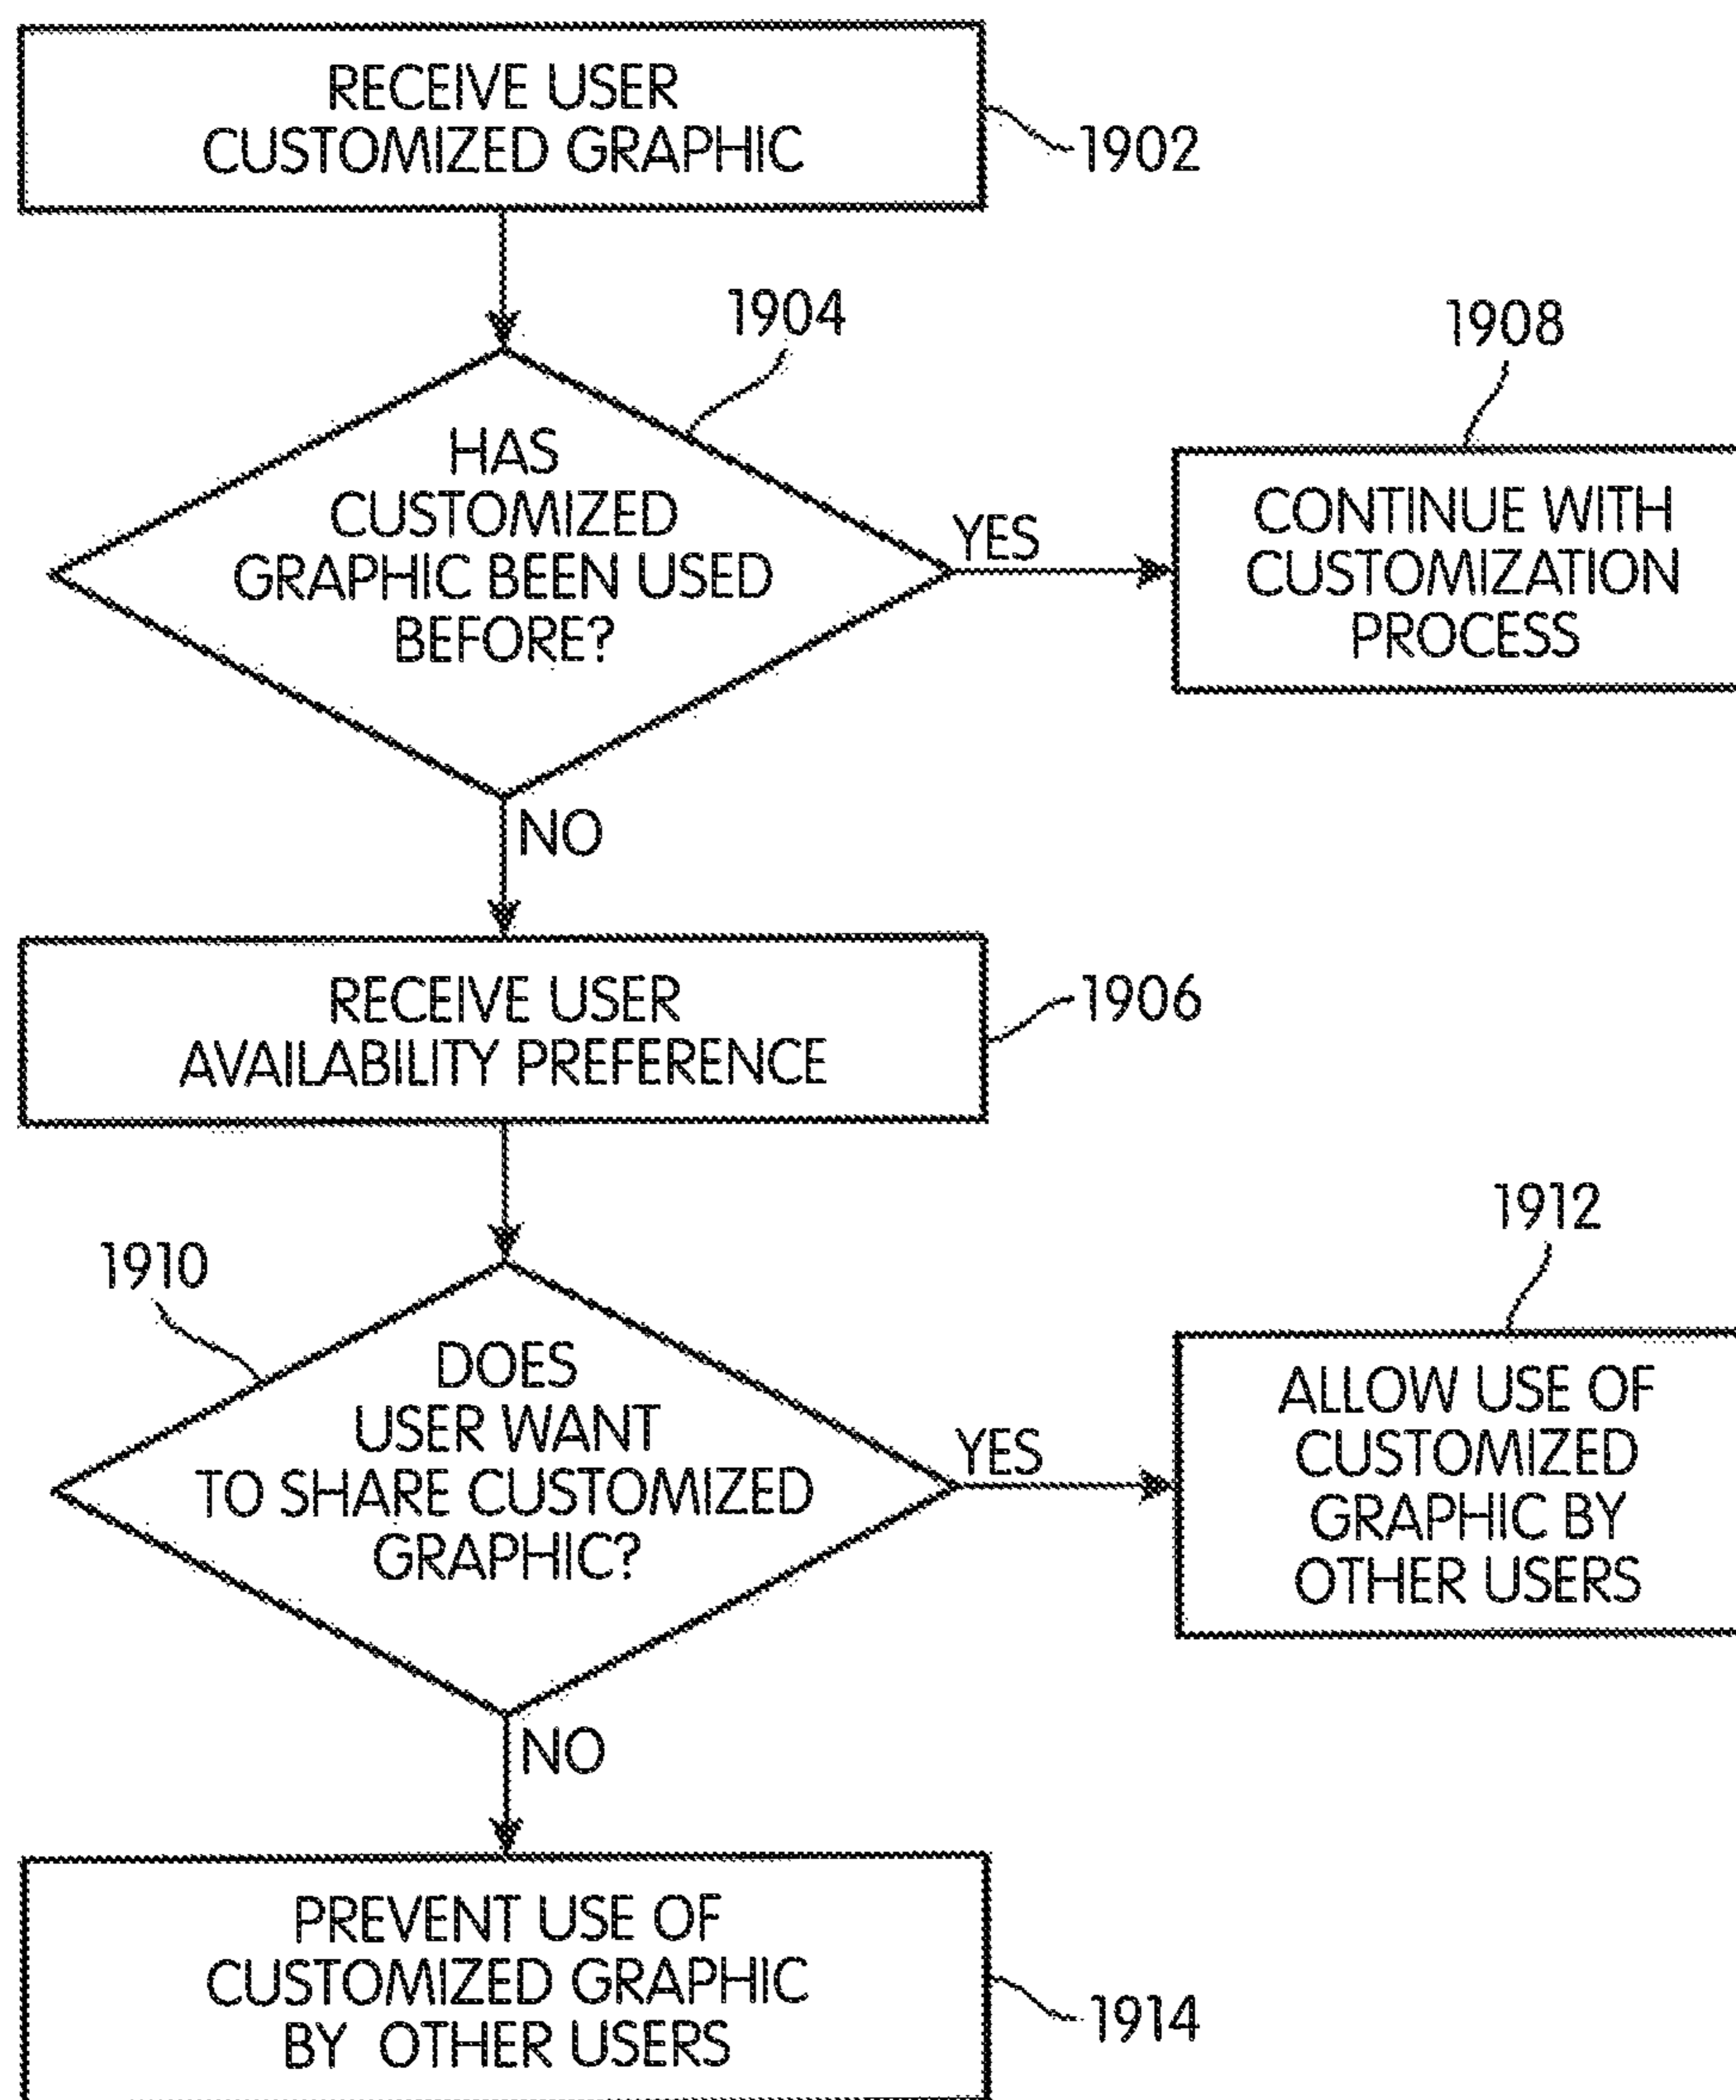 RECEIVE USER
CUSTOMIZED GRAPHIC
1902
1904
HAS
CUSTOMIZED
GRAPHIC BEEN USED
BEFORE?
YES
1908
CONTINUE WITH
CUSTOMIZATION
PROCESS
NO
RECEIVE USER
AVAILABILITY PREFERENCE
1906
1910
DOES
USER WANT
TO SHARE CUSTOMIZED
GRAPHIC?
YES
1912
ALLOW USE OF
CUSTOMIZED
GRAPHIC BY
OTHER USERS
NO
PREVENT USE OF
CUSTOMIZED GRAPHIC
BY OTHER USERS
1914